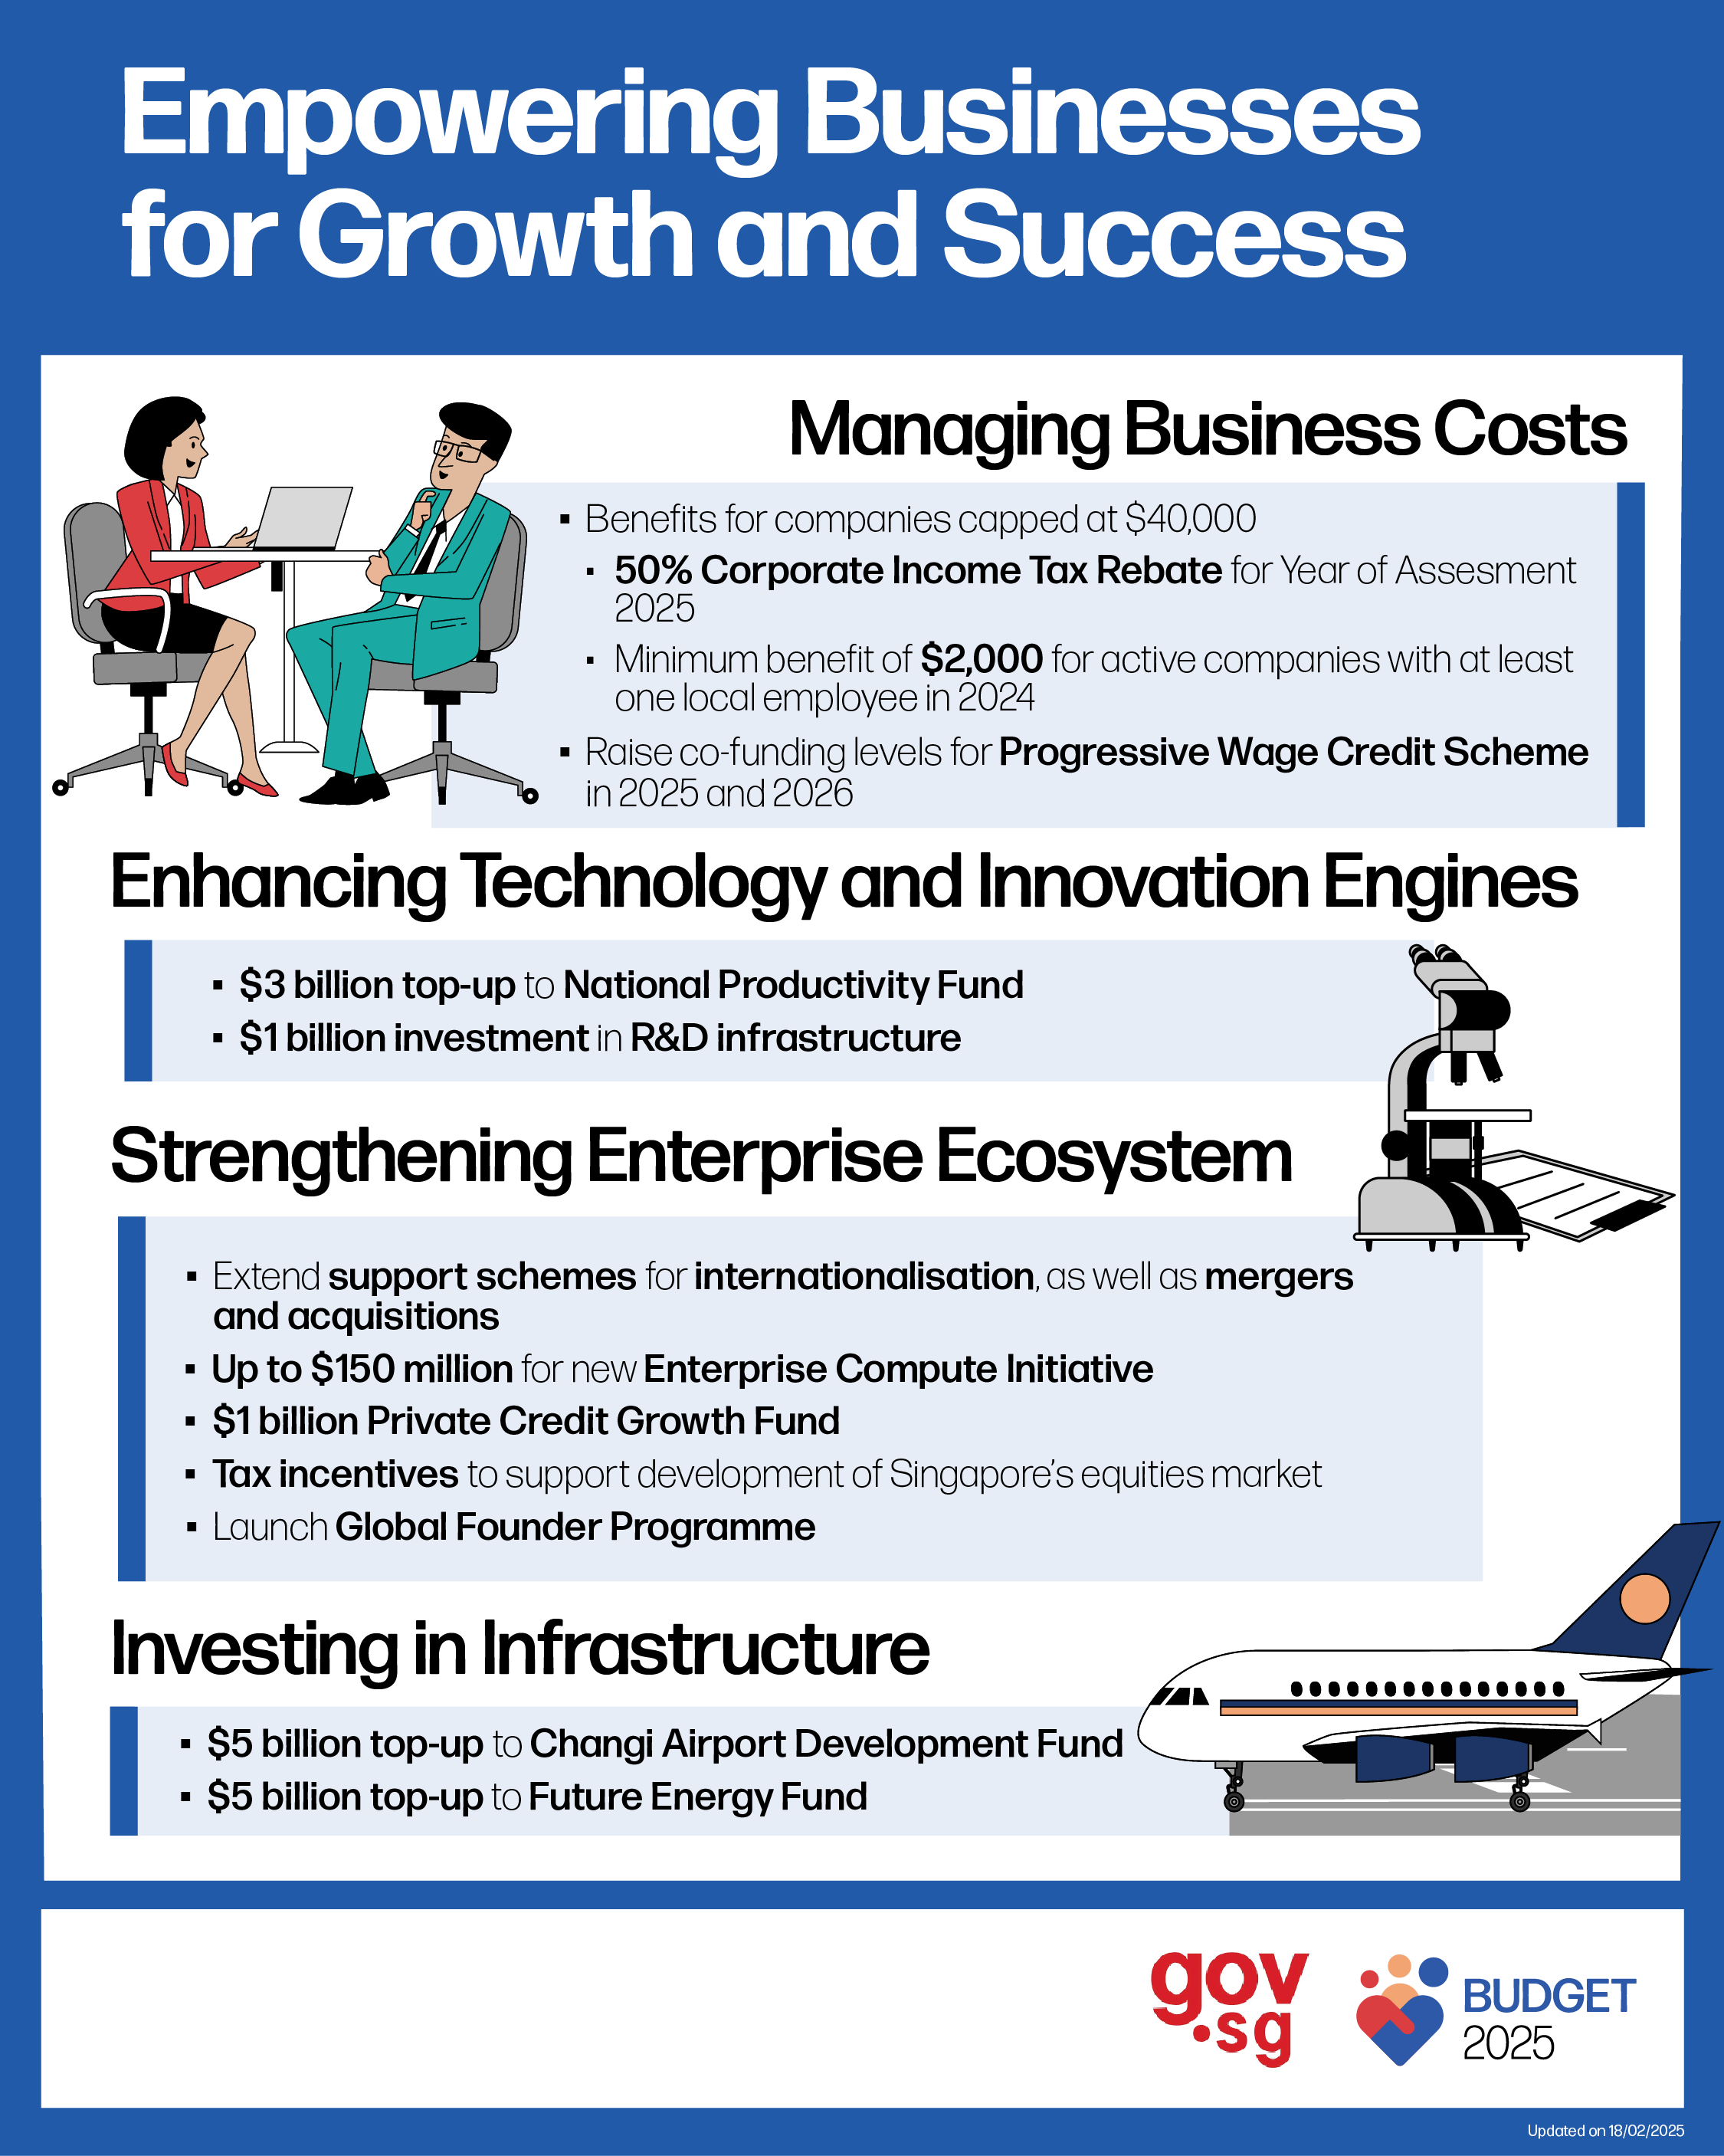 Empowering Businesses
for Growth and Success
Managing Business Costs
▪ Benefits for companies capped at $40,000
▪ 50% Corporate Income Tax Rebate for Year of Assesment
2025
▪ Minimum benefit of $2,000 for active companies with at least
one local employee in 2024
▪ Raise co-funding levels for Progressive Wage Credit Scheme
in 2025 and 2026
Enhancing Technology and Innovation Engines
▪ $3 billion top-up to National Productivity Fund
▪ $1 billion investment in R&D infrastructure
Strengthening Enterprise Ecosystem
▪ Extend support schemes for internationalisation, as well as mergers
and acquisitions
▪ Up to $150 million for new Enterprise Compute Initiative
▪ $1 billion Private Credit Growth Fund
▪ Tax incentives to support development of Singapore’s equities market
▪ Launch Global Founder Programme
Investing in Infrastructure
▪ $5 billion top-up to Changi Airport Development Fund
▪ $5 billion top-up to Future Energy Fund
gov
.sg
BUDGET
2025
Updated on 18/02/2025